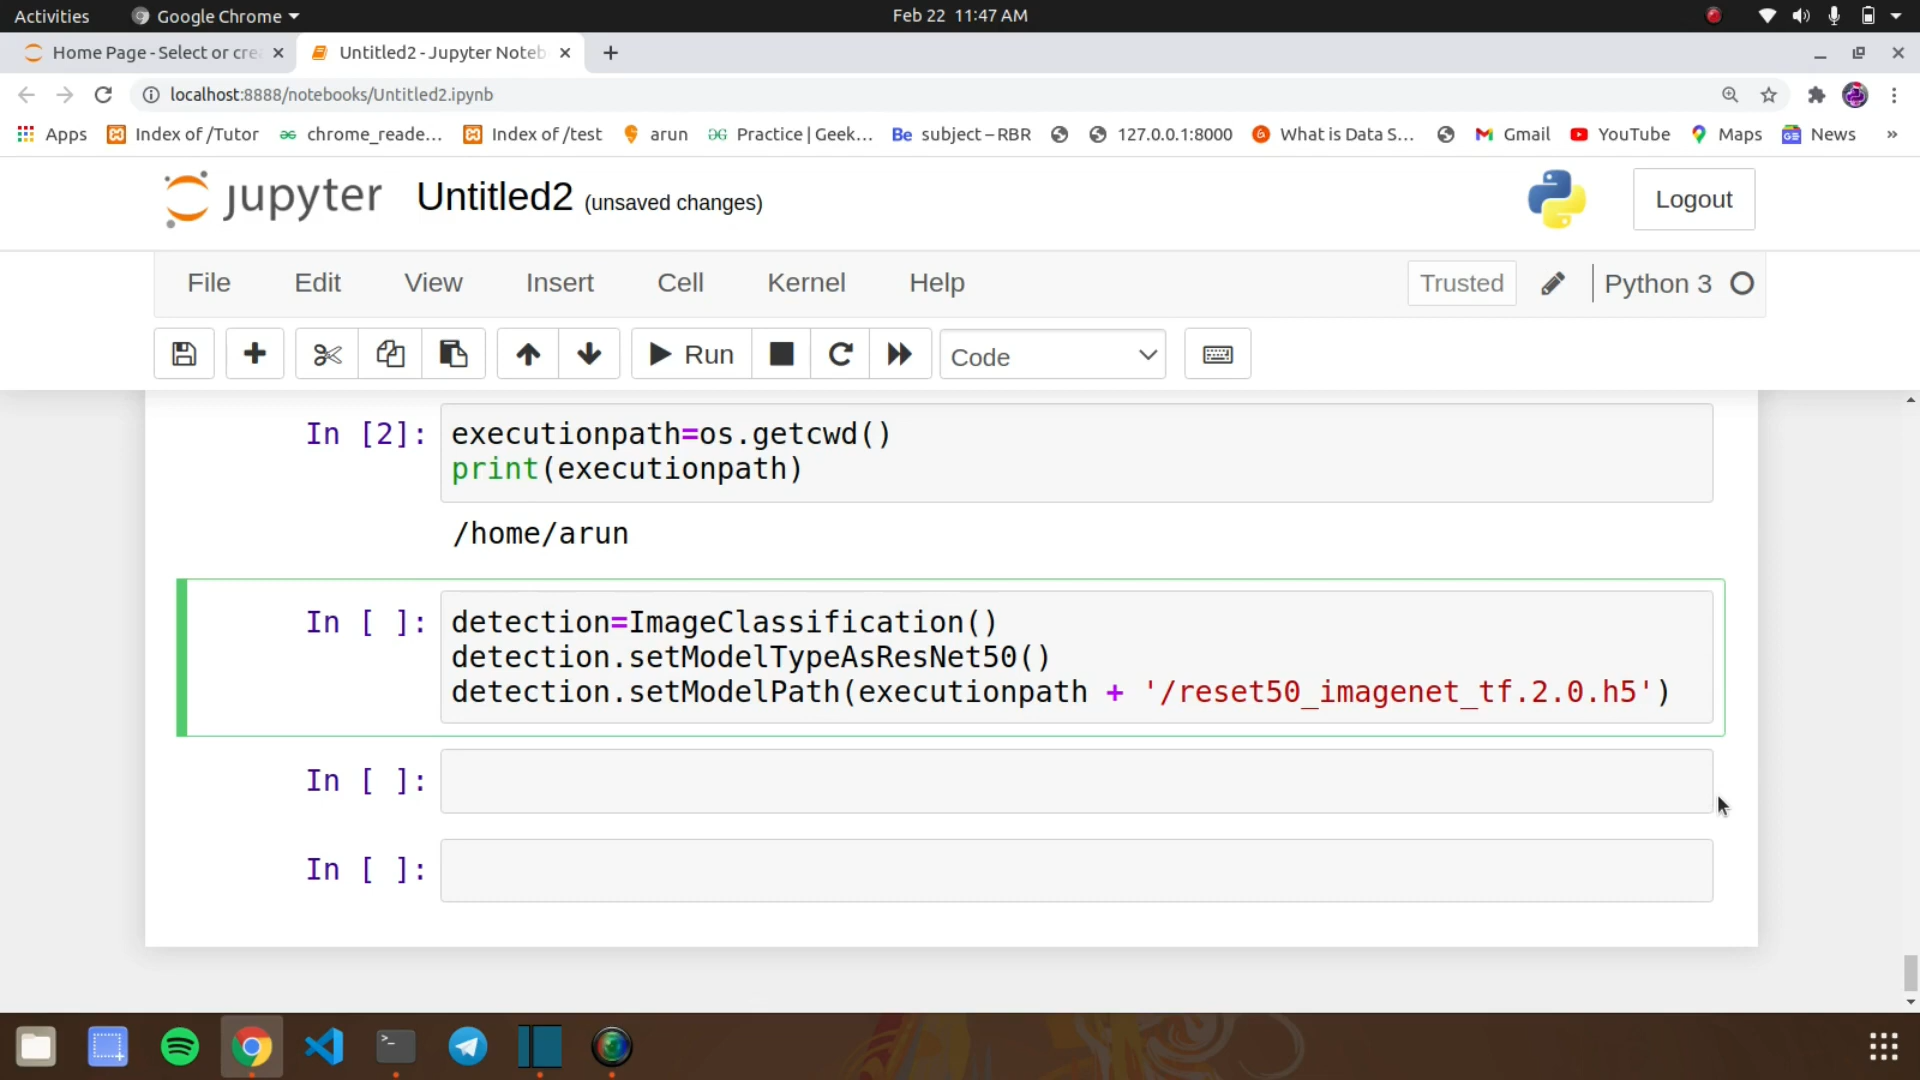 Activities
Google Chrome
Feb 22 11:47 AM
Home Page - Select or cre
Untitled2 - Jupyter Noteb
localhost:8888/notebooks/Untitled2.ipynb
Apps
Index of /Tutor
chrome_reade...
Index of /test
arun
Practice | Geek...
Be subject – RBR
127.0.0.1:8000
What is Data S...
Gmail
YouTube
Maps
News
»
jupyter
Untitled2 (unsaved changes)
Logout
File
Edit
View
Insert
Cell
Kernel
Help
Trusted
Python 3
Run
Code
In [2]:
executionpath=os.getcwd()
print(executionpath)
/home/arun
In [ ]:
detection=ImageClassification()
detection.setModelTypeAsResNet50()
detection.setModelPath(executionpath + '/reset50_imagenet_tf.2.0.h5')
In [ ]:
In [ ]: